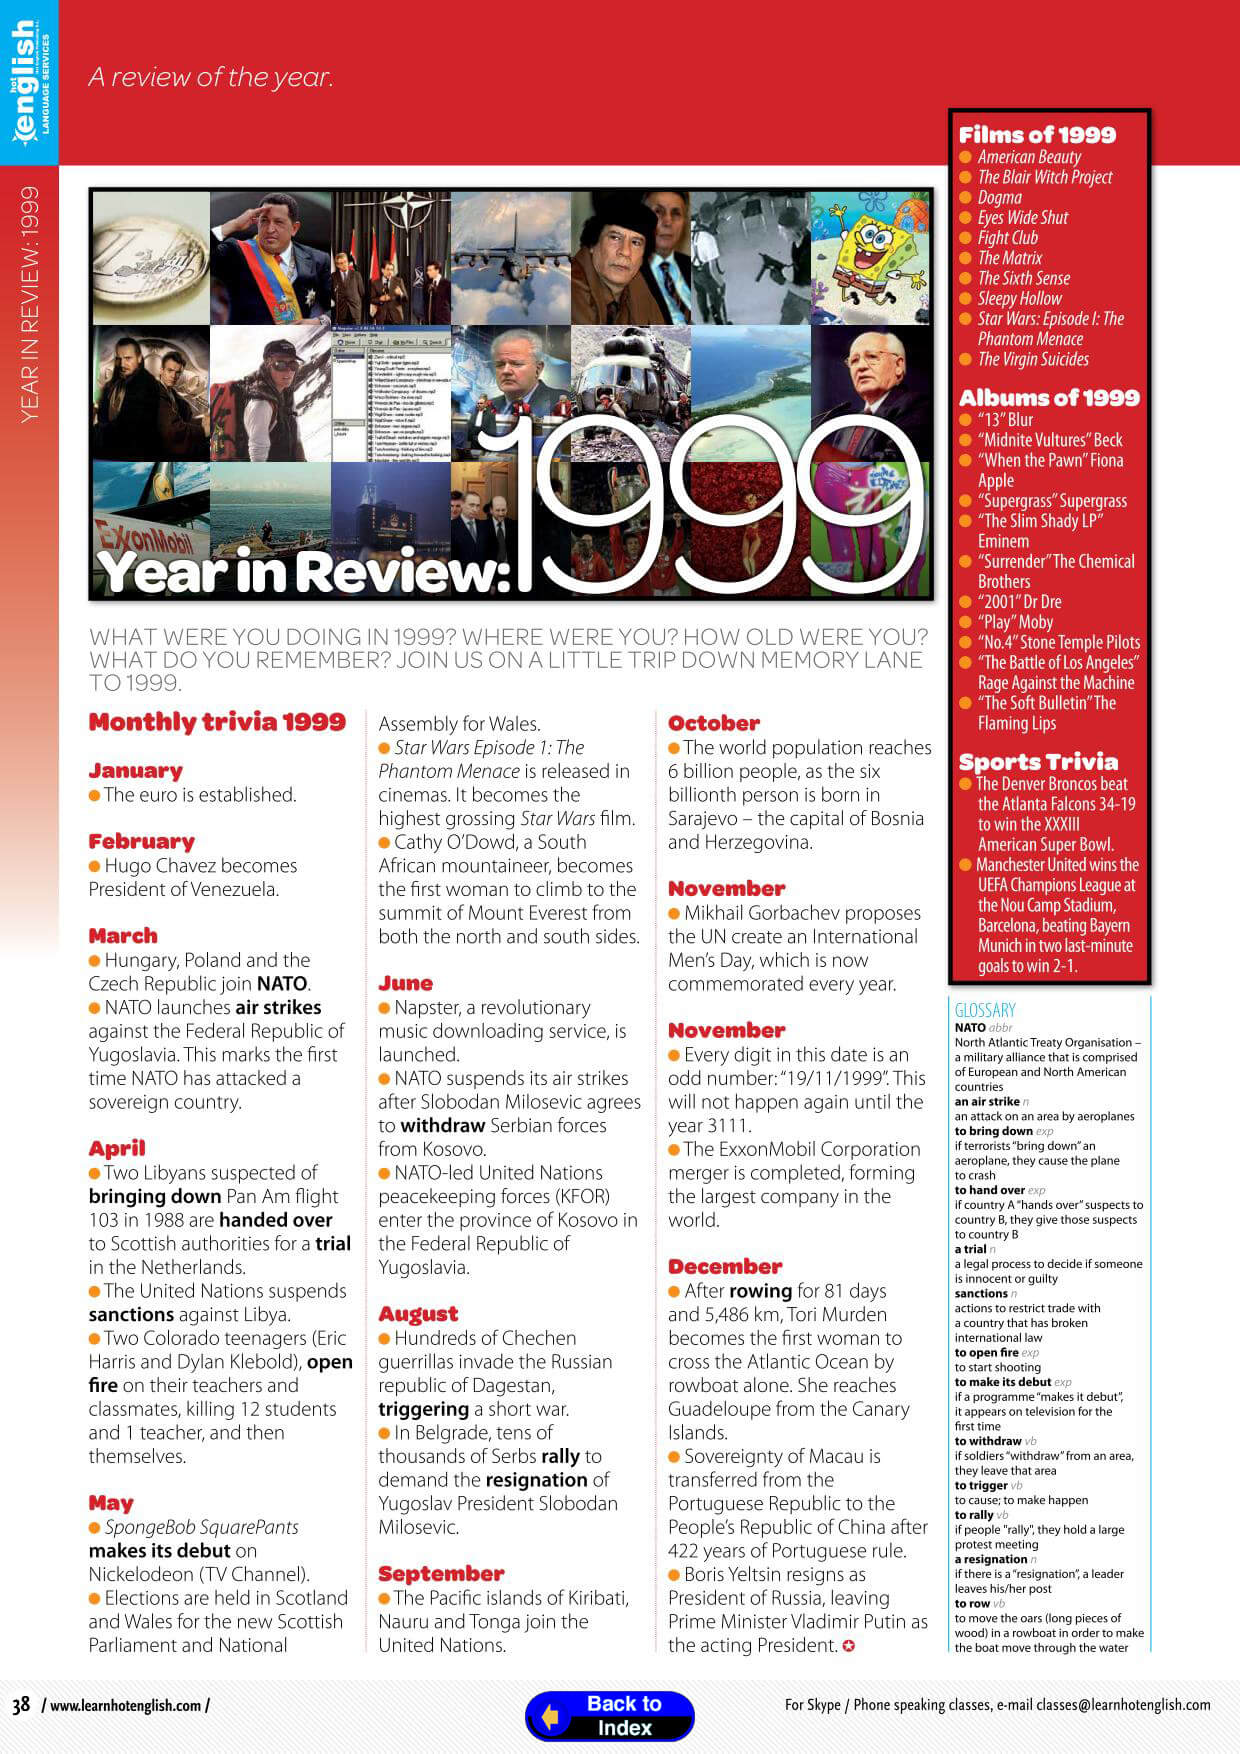 hot
english
LANGUAGE SERVICES
A review of the year.
YEAR IN REVIEW: 1999
ExxonMobil
Year in Review: 1999
WHAT WERE YOU DOING IN 1999? WHERE WERE YOU? HOW OLD WERE YOU?
WHAT DO YOU REMEMBER? JOIN US ON A LITTLE TRIP DOWN MEMORY LANE
TO 1999.
Monthly trivia 1999
January
The euro is established.
February
Hugo Chavez becomes
President of Venezuela.
March
Hungary, Poland and the
Czech Republic join NATO.
NATO launches air strikes
against the Federal Republic of
Yugoslavia. This marks the first
time NATO has attacked a
sovereign country.
April
Two Libyans suspected of
bringing down Pan Am flight
103 in 1988 are handed over
to Scottish authorities for a trial
in the Netherlands.
The United Nations suspends
sanctions against Libya.
Two Colorado teenagers (Eric
Harris and Dylan Klebold), open
fire on their teachers and
classmates, killing 12 students
and 1 teacher, and then
themselves.
May
SpongeBob SquarePants
makes its debut on
Nickelodeon (TV Channel).
Elections are held in Scotland
and Wales for the new Scottish
Parliament and National
Assembly for Wales.
Star Wars Episode 1: The
Phantom Menace is released in
cinemas. It becomes the
highest grossing Star Wars film.
Cathy O'Dowd, a South
African mountaineer, becomes
the first woman to climb to the
summit of Mount Everest from
both the north and south sides.
June
Napster, a revolutionary
music downloading service, is
launched.
NATO suspends its air strikes
after Slobodan Milosevic agrees
to withdraw Serbian forces
from Kosovo.
NATO-led United Nations
peacekeeping forces (KFOR)
enter the province of Kosovo in
the Federal Republic of
Yugoslavia.
August
Hundreds of Chechen
guerrillas invade the Russian
republic of Dagestan,
triggering a short war.
In Belgrade, tens of
thousands of Serbs rally to
demand the resignation of
Yugoslav President Slobodan
Milosevic.
September
The Pacific islands of Kiribati,
Nauru and Tonga join the
United Nations.
October
The world population reaches
6 billion people, as the six
billionth person is born in
Sarajevo – the capital of Bosnia
and Herzegovina.
November
Mikhail Gorbachev proposes
the UN create an International
Men's Day, which is now
commemorated every year.
November
Every digit in this date is an
odd number: "19/11/1999". This
will not happen again until the
year 3111.
The ExxonMobil Corporation
merger is completed, forming
the largest company in the
world.
December
After rowing for 81 days
and 5,486 km, Tori Murden
becomes the first woman to
cross the Atlantic Ocean by
rowboat alone. She reaches
Guadeloupe from the Canary
Islands.
Sovereignty of Macau is
transferred from the
Portuguese Republic to the
People's Republic of China after
422 years of Portuguese rule.
Boris Yeltsin resigns as
President of Russia, leaving
Prime Minister Vladimir Putin as
the acting President.
Films of 1999
American Beauty
The Blair Witch Project
Dogma
Eyes Wide Shut
Fight Club
The Matrix
The Sixth Sense
Sleepy Hollow
Star Wars: Episode I: The
Phantom Menace
The Virgin Suicides
Albums of 1999
"13" Blur
"Midnite Vultures" Beck
"When the Pawn" Fiona
Apple
"Supergrass" Supergrass
"The Slim Shady LP"
Eminem
"Surrender" The Chemical
Brothers
"2001" Dr Dre
"Play" Moby
"No.4" Stone Temple Pilots
"The Battle of Los Angeles"
Rage Against the Machine
"The Soft Bulletin" The
Flaming Lips
Sports Trivia
The Denver Broncos beat
the Atlanta Falcons 34-19
to win the XXXIII
American Super Bowl.
Manchester United wins the
UEFA Champions League at
the Nou Camp Stadium,
Barcelona, beating Bayern
Munich in two last-minute
goals to win 2-1.
GLOSSARY
NATO abbr
North Atlantic Treaty Organisation –
a military alliance that is comprised
of European and North American
countries
an air strike n
an attack on an area by aeroplanes
to bring down exp
if terrorists "bring down" an
aeroplane, they cause the plane
to crash
to hand over exp
if country A "hands over" suspects to
country B, they give those suspects
to country B
a trial n
a legal process to decide if someone
is innocent or guilty
sanctions n
actions to restrict trade with
a country that has broken
international law
to open fire exp
to start shooting
to make its debut exp
if a programme "makes it debut",
it appears on television for the
first time
to withdraw vb
if soldiers "withdraw" from an area,
they leave that area
to trigger vb
to cause; to make happen
to rally vb
if people "rally", they hold a large
protest meeting
a resignation n
if there is a "resignation", a leader
leaves his/her post
to row vb
to move the oars (long pieces of
wood) in a rowboat in order to make
the boat move through the water
38 / www.learnhotenglish.com /
Back to
Index
For Skype / Phone speaking classes, e-mail classes@learnhotenglish.com